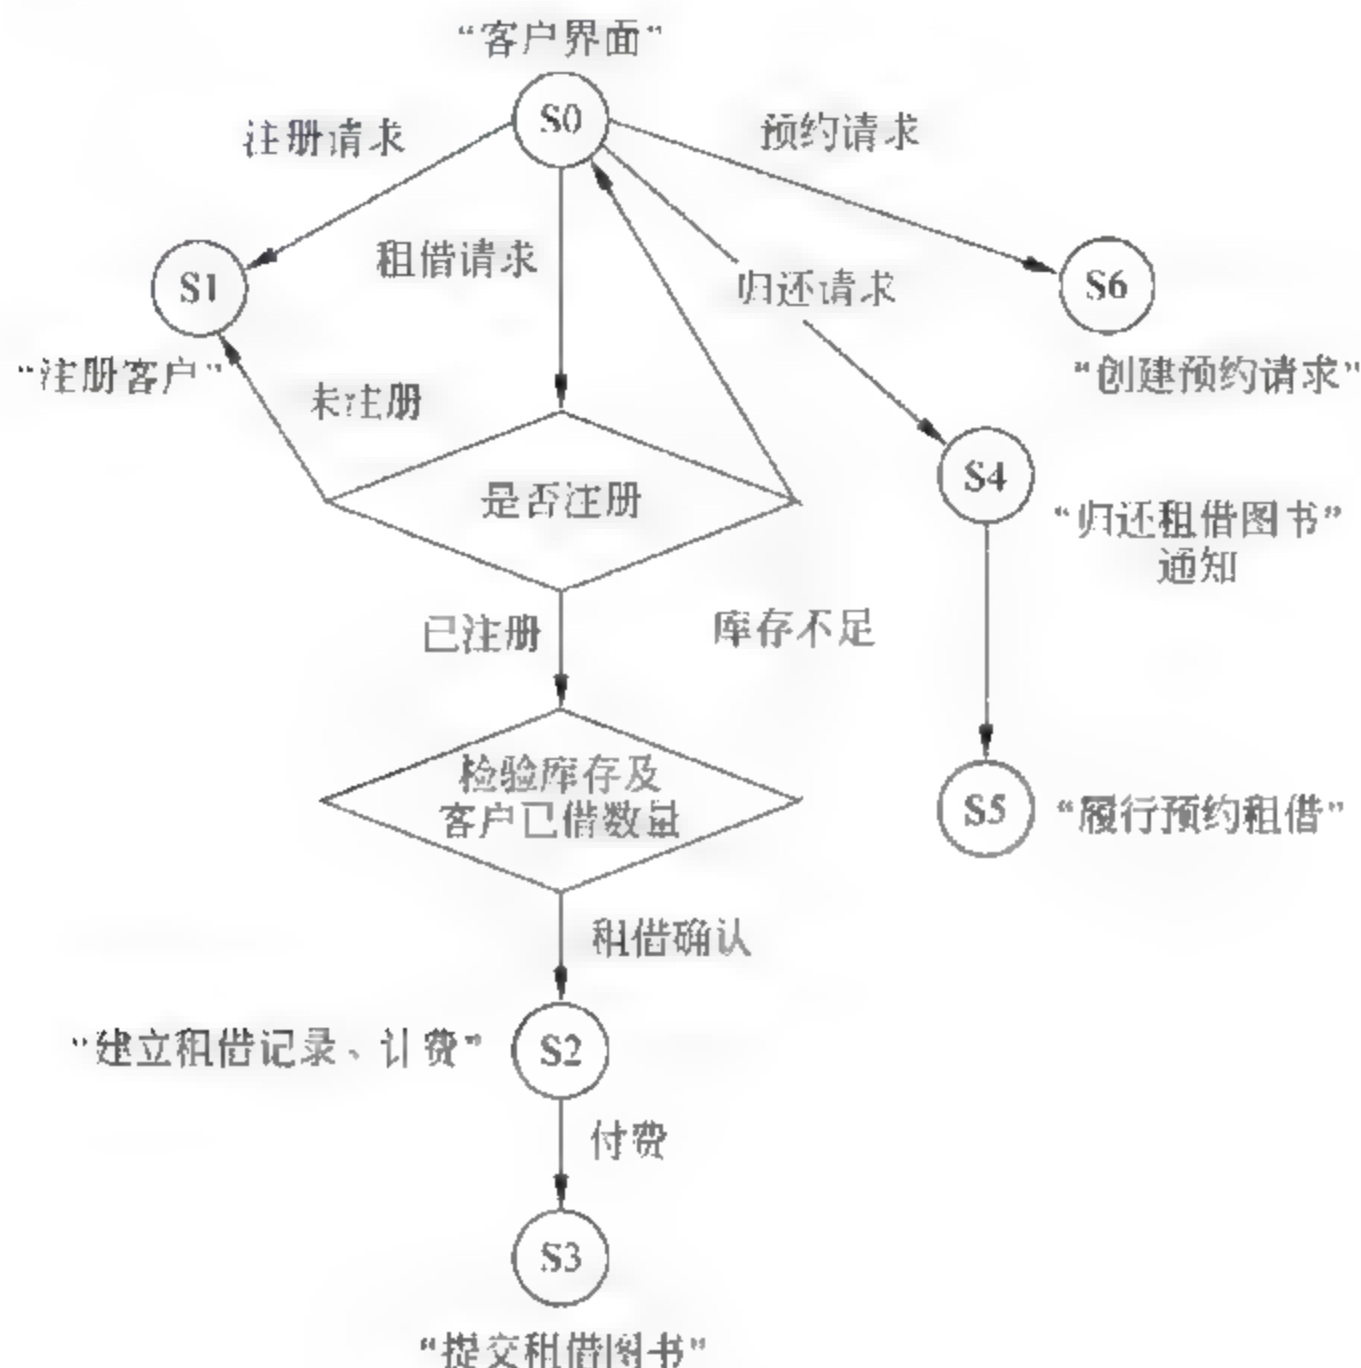 “客户界面”
S0
注册请求
预约请求
租借请求
归还请求
S1
S6
“注册客户”
“创建预约请求”
未注册
是否注册
S4
“归还租借图书”
通知
已注册
库存不足
检验库存及
客户已借数量
S5
“履行预约租借”
租借确认
“建立租借记录、计费”
S2
付费
S3
“提交租借图书”